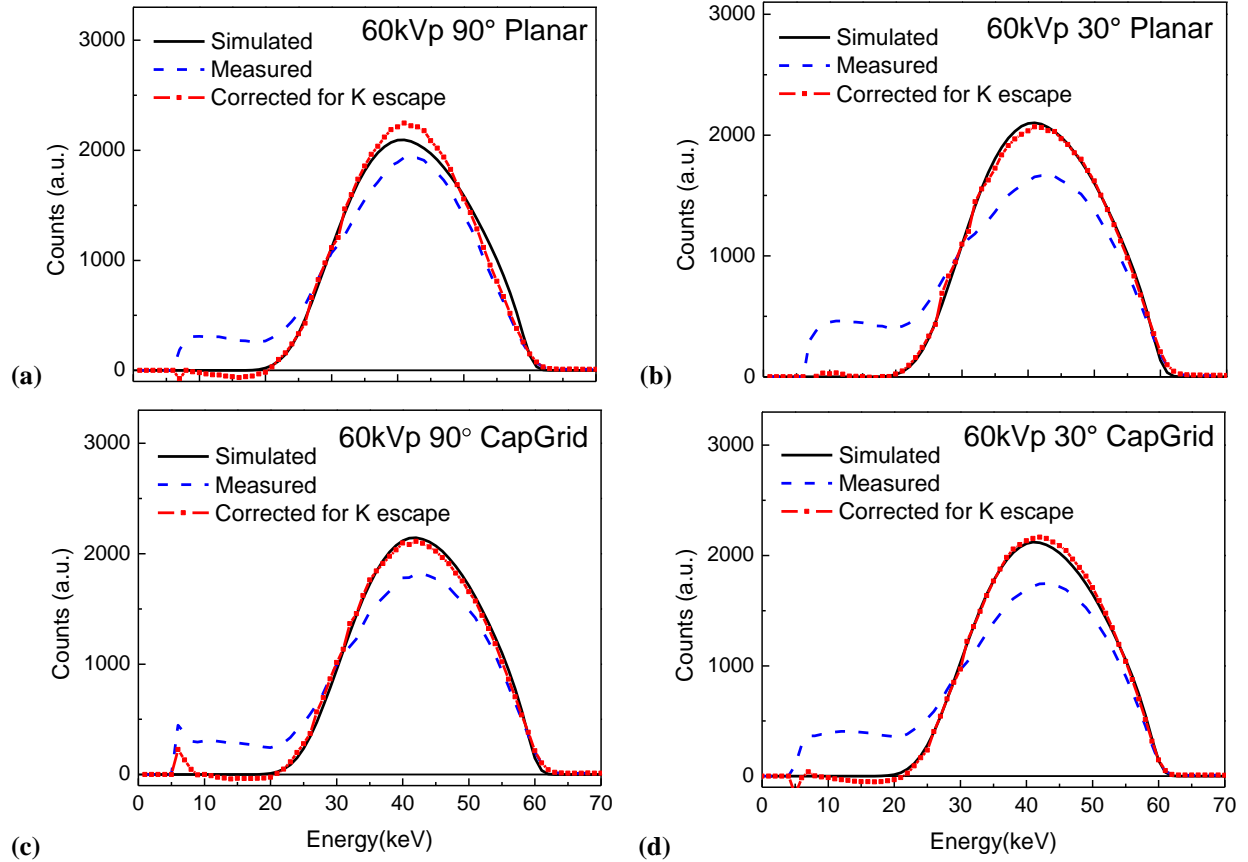 60kVp 90° Planar
3000
Simulated
Measured
Corrected for K escape
2000
1000
0
Counts (a.u.)
(a)
60kVp 30° Planar
3000
Simulated
Measured
Corrected for K escape
2000
1000
0
Counts (a.u.)
(b)
60kVp 90° CapGrid
3000
Simulated
Measured
Corrected for K escape
2000
1000
0
Counts (a.u.)
0 10 20 30 40 50 60 70
Energy(keV)
(c)
60kVp 30° CapGrid
3000
Simulated
Measured
Corrected for K escape
2000
1000
0
Counts (a.u.)
0 10 20 30 40 50 60 70
Energy(keV)
(d)